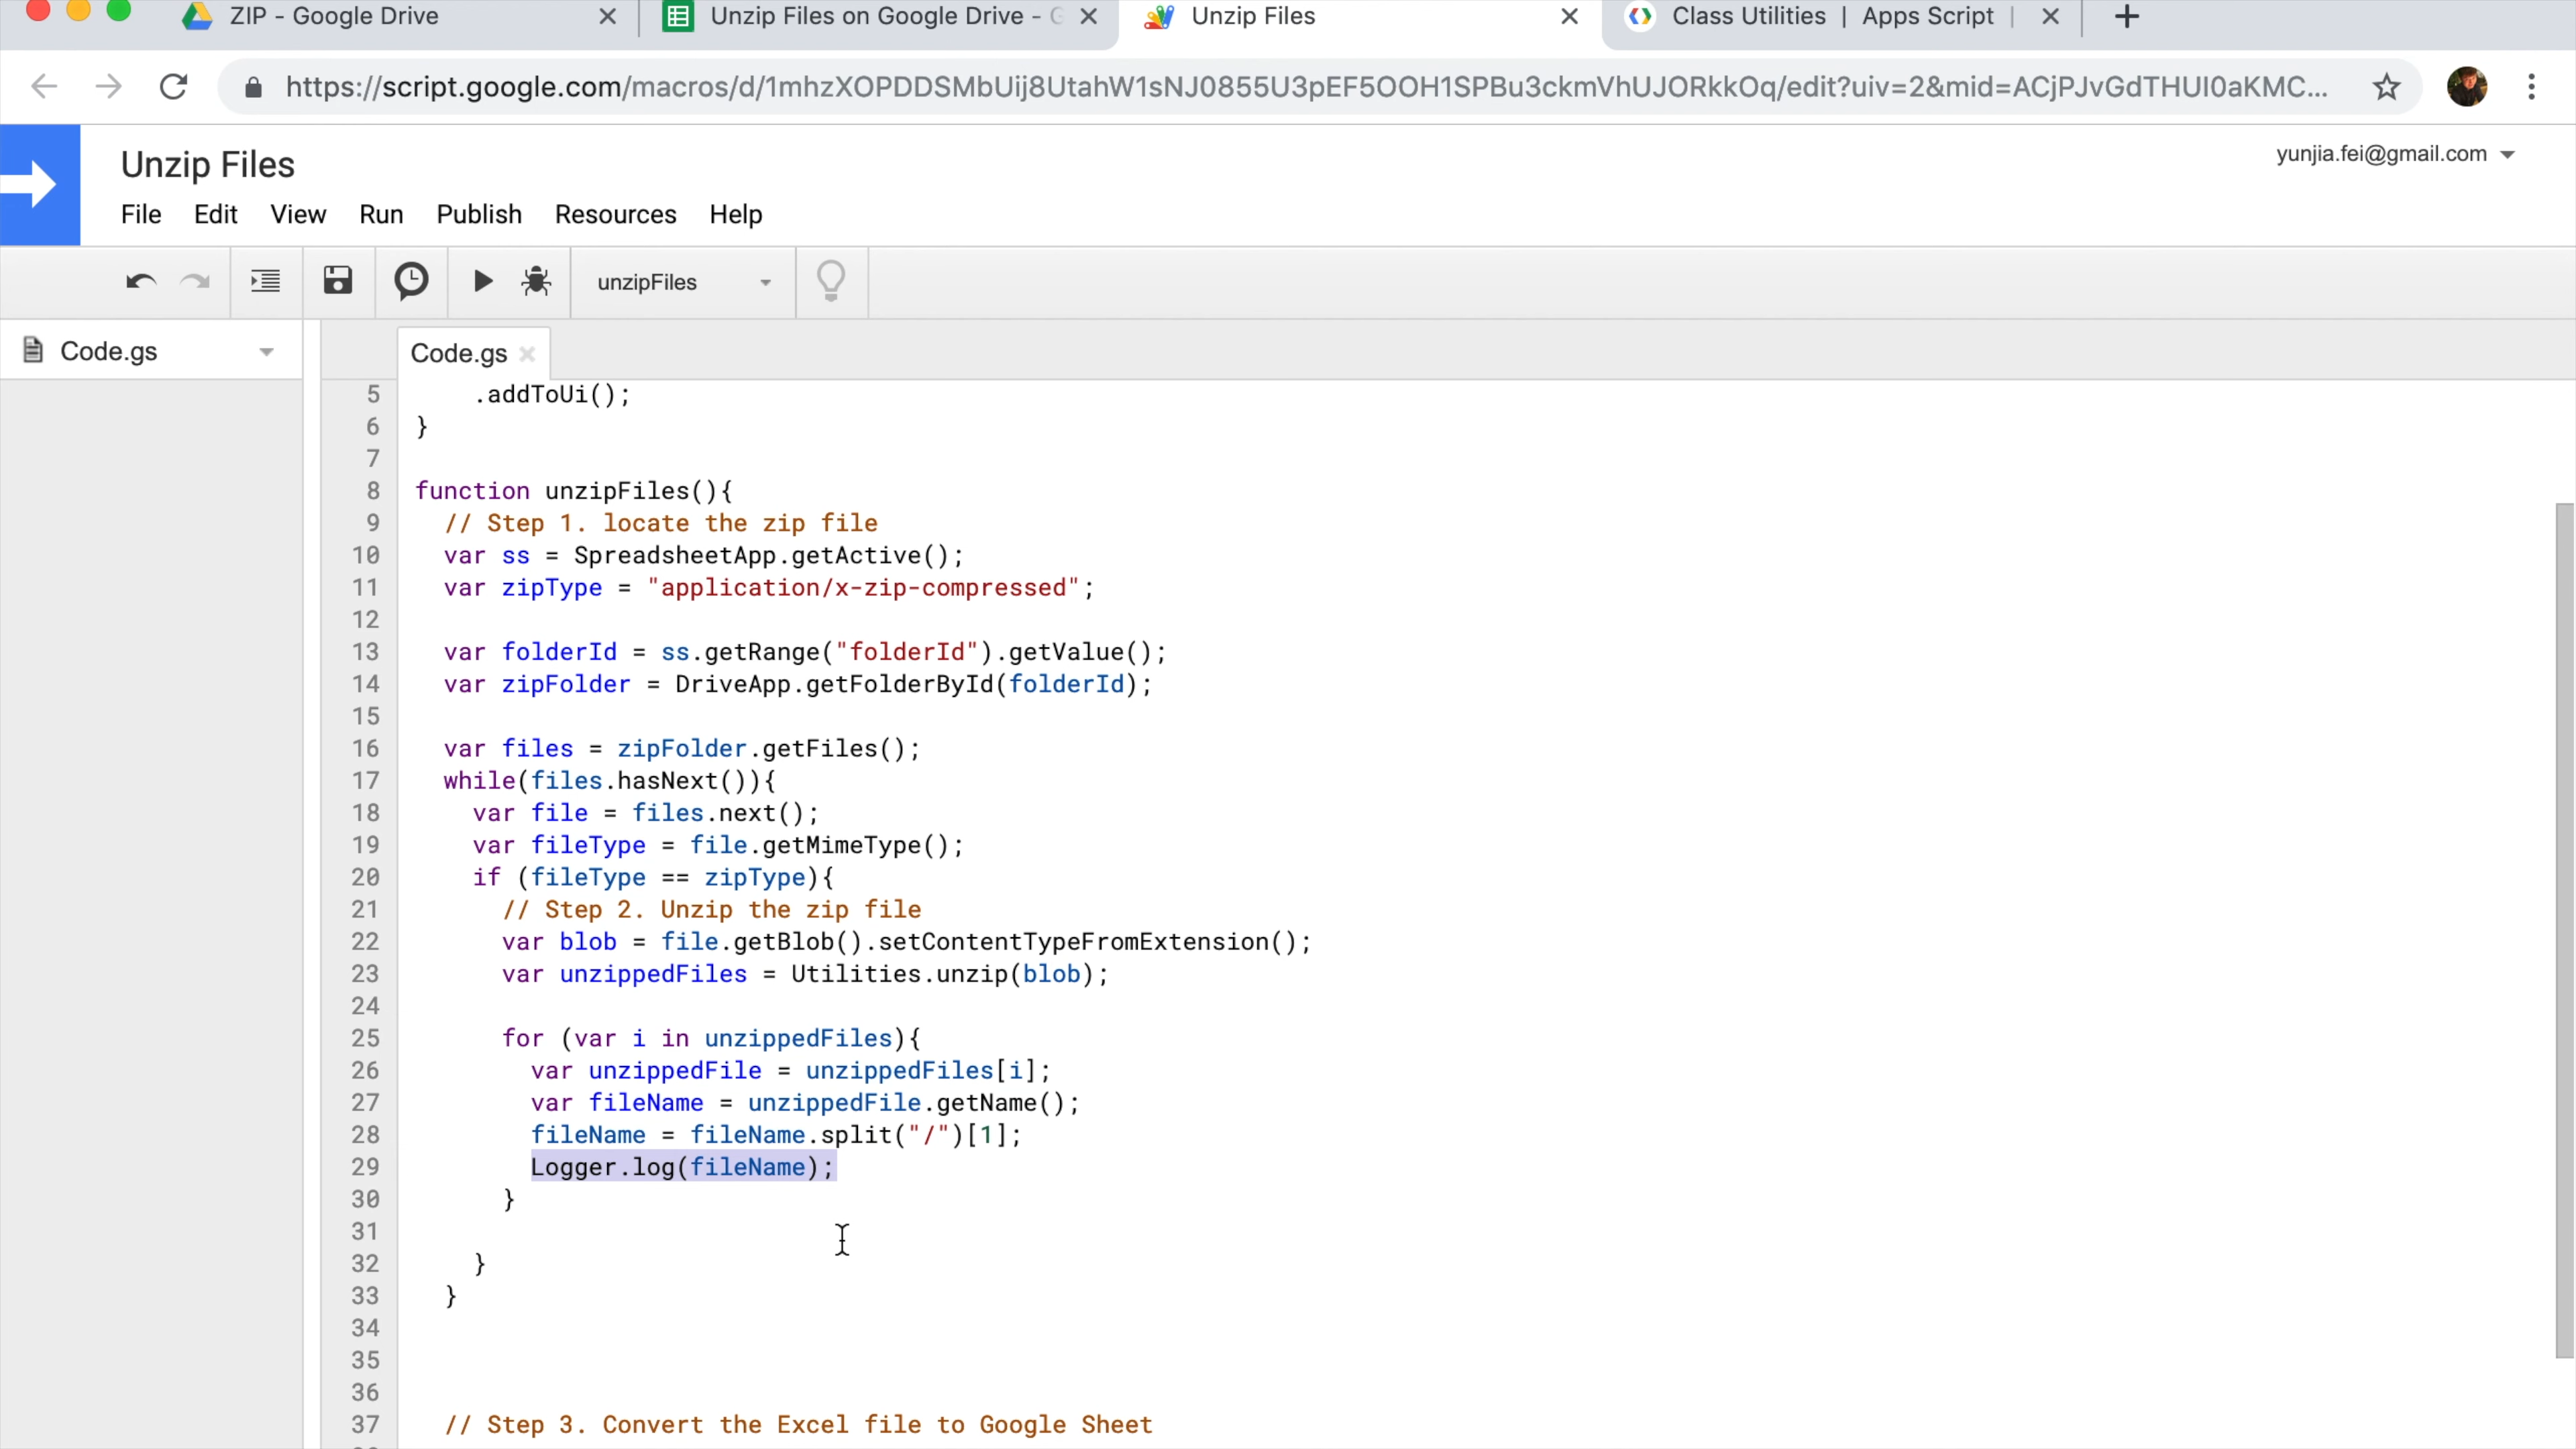 ZIP - Google Drive
Unzip Files on Google Drive -
Unzip Files
Class Utilities | Apps Script |
https://script.google.com/macros/d/1mhzXOPDDSMbUij8UtahW1sNJ0855U3pEF5OOH1SPBu3ckmVhUJORkkOq/edit?uiv=2&mid=ACjPJvGdTHUI0aKMC...
Unzip Files
yunjia.fei@gmail.com
File Edit View Run Publish Resources Help
unzipFiles
Code.gs
Code.gs
5 .addToUi();
6 }
7
8 function unzipFiles(){
9 // Step 1. locate the zip file
10 var ss = SpreadsheetApp.getActive();
11 var zipType = "application/x-zip-compressed";
12
13 var folderId = ss.getRange("folderId").getValue();
14 var zipFolder = DriveApp.getFolderById(folderId);
15
16 var files = zipFolder.getFiles();
17 while(files.hasNext()){
18 var file = files.next();
19 var fileType = file.getMimeType();
20 if (fileType == zipType){
21 // Step 2. Unzip the zip file
22 var blob = file.getBlob().setContentTypeFromExtension();
23 var unzippedFiles = Utilities.unzip(blob);
24
25 for (var i in unzippedFiles){
26 var unzippedFile = unzippedFiles[i];
27 var fileName = unzippedFile.getName();
28 fileName = fileName.split("/")[1];
29 Logger.log(fileName);
30 }
31
32 }
33 }
34
35
36
37 // Step 3. Convert the Excel file to Google Sheet